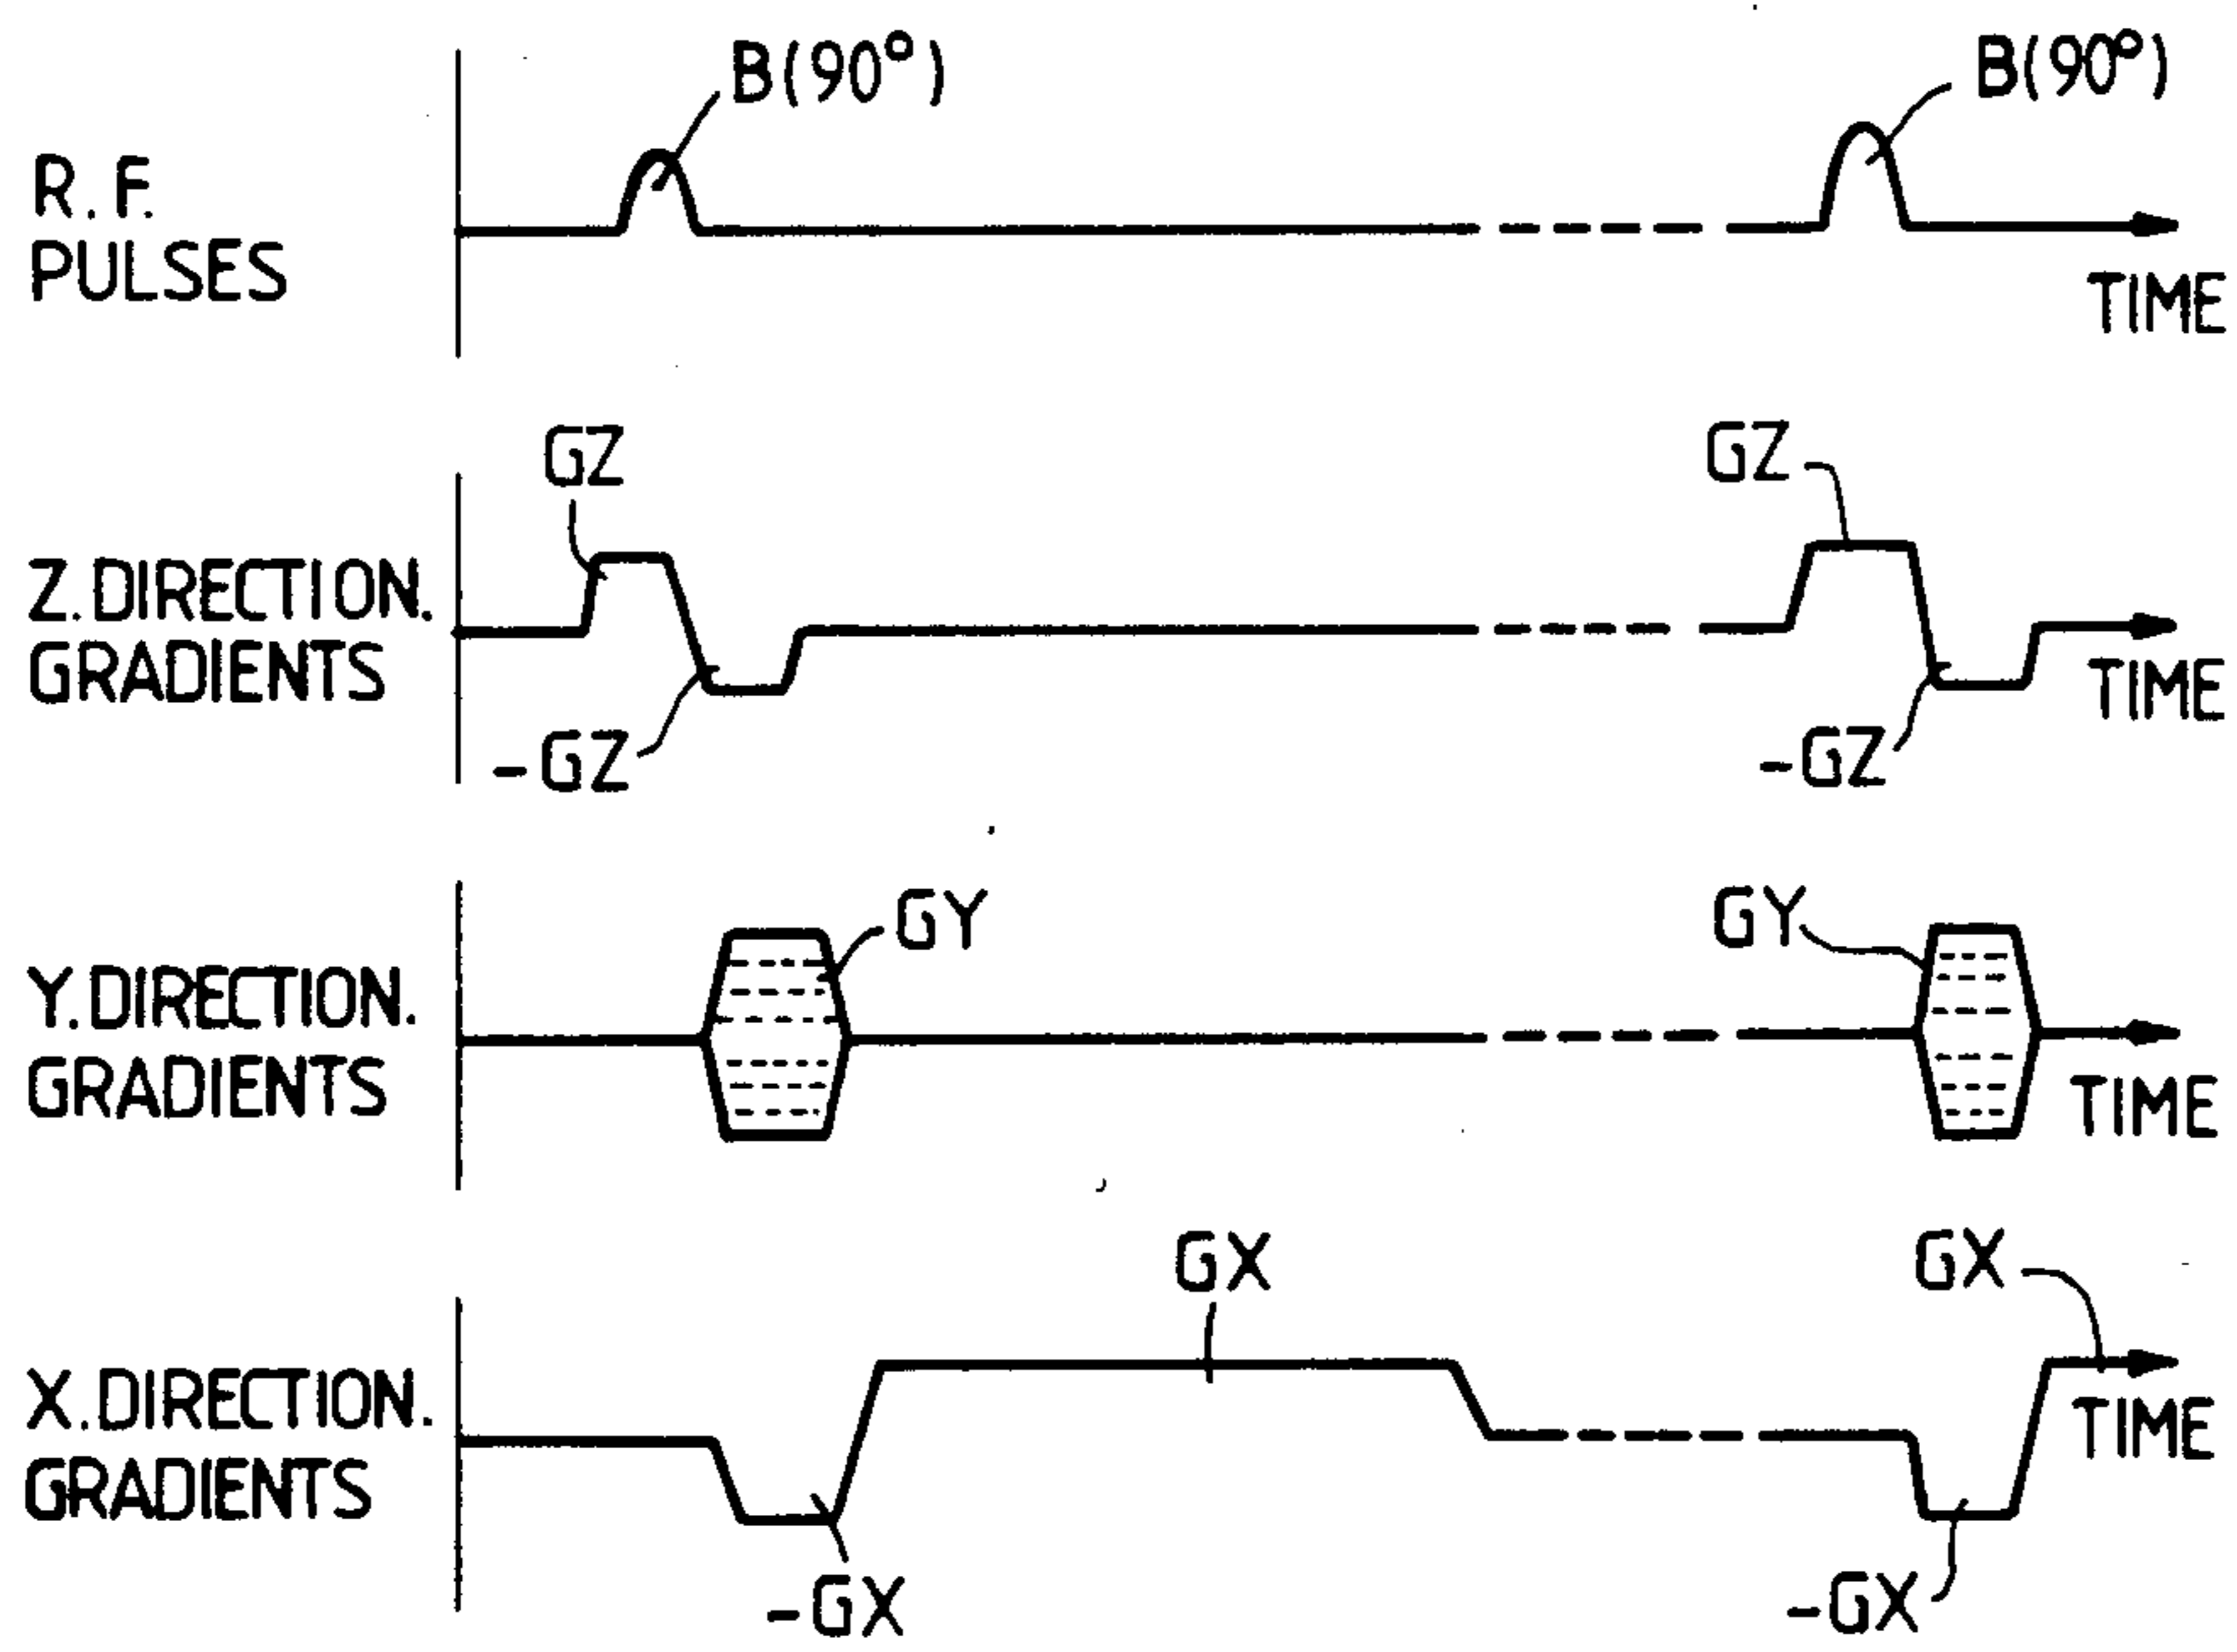 B(90°)
B(90°)
R.F.
PULSES
TIME
GZ
GZ
Z.DIRECTION.
GRADIENTS
TIME
-GZ
-GZ
GY
GY
Y.DIRECTION.
GRADIENTS
TIME
GX
GX
X.DIRECTION.
GRADIENTS
TIME
-GX
-GX